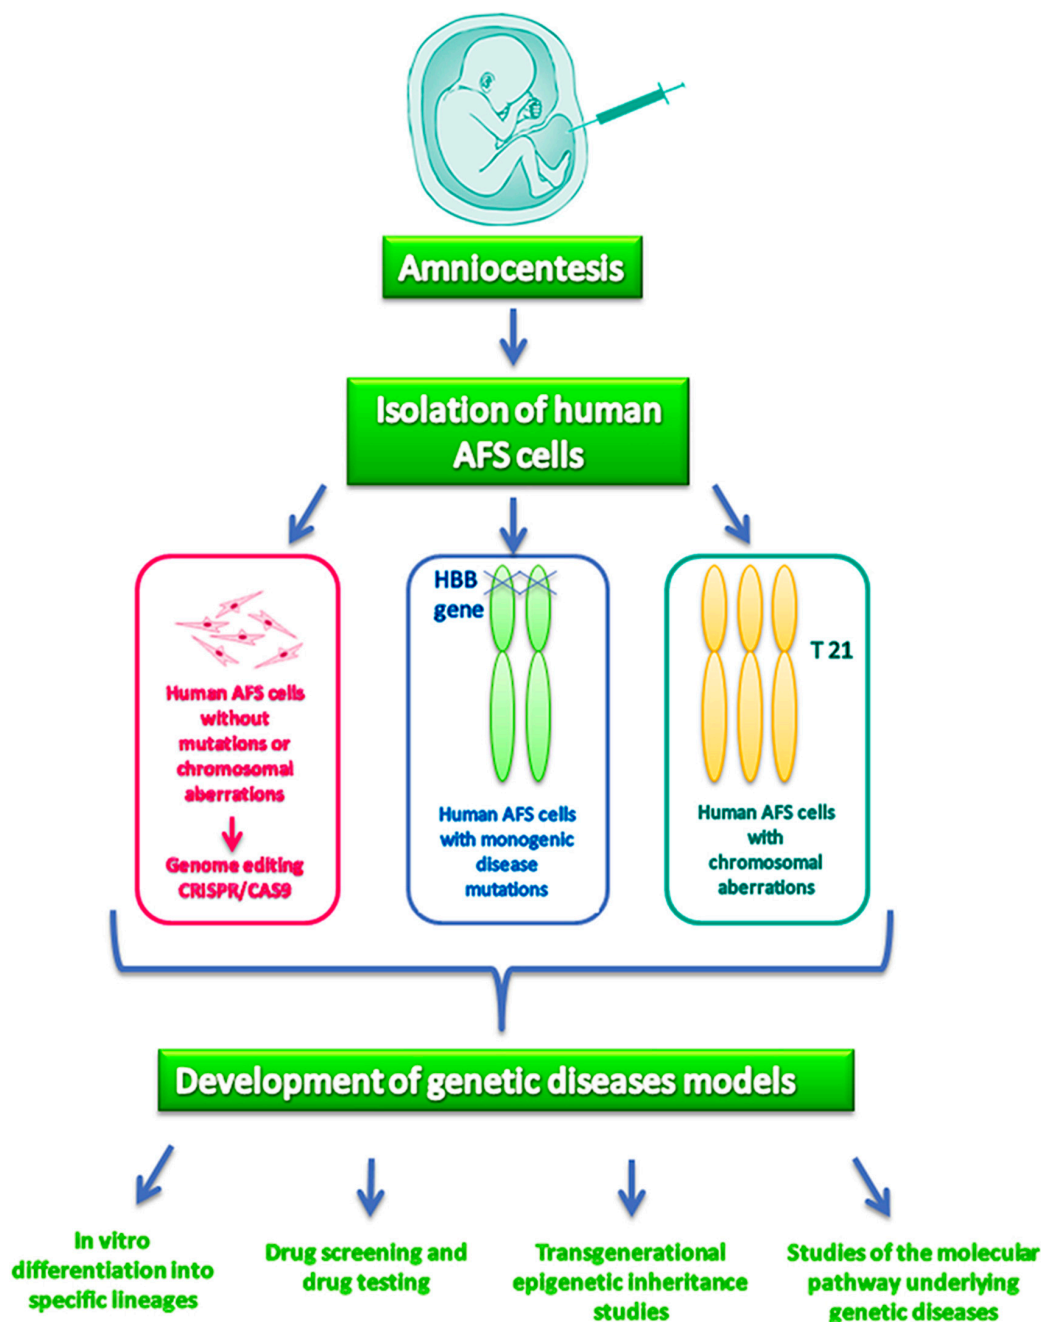 Amniocentesis
Isolation of human
AFS cells
Human AFS cells
without
mutations or
chromosomal
aberrations
Genome editing
CRISPR/CAS9
HBB
gene
Human AFS cells
with monogenic
disease
mutations
T 21
Human AFS cells
with
chromosomal
aberrations
Development of genetic diseases models
In vitro
differentiation into
specific lineages
Drug screening and
drug testing
Transgenerational
epigenetic inheritance
studies
Studies of the molecular
pathway underlying
genetic diseases